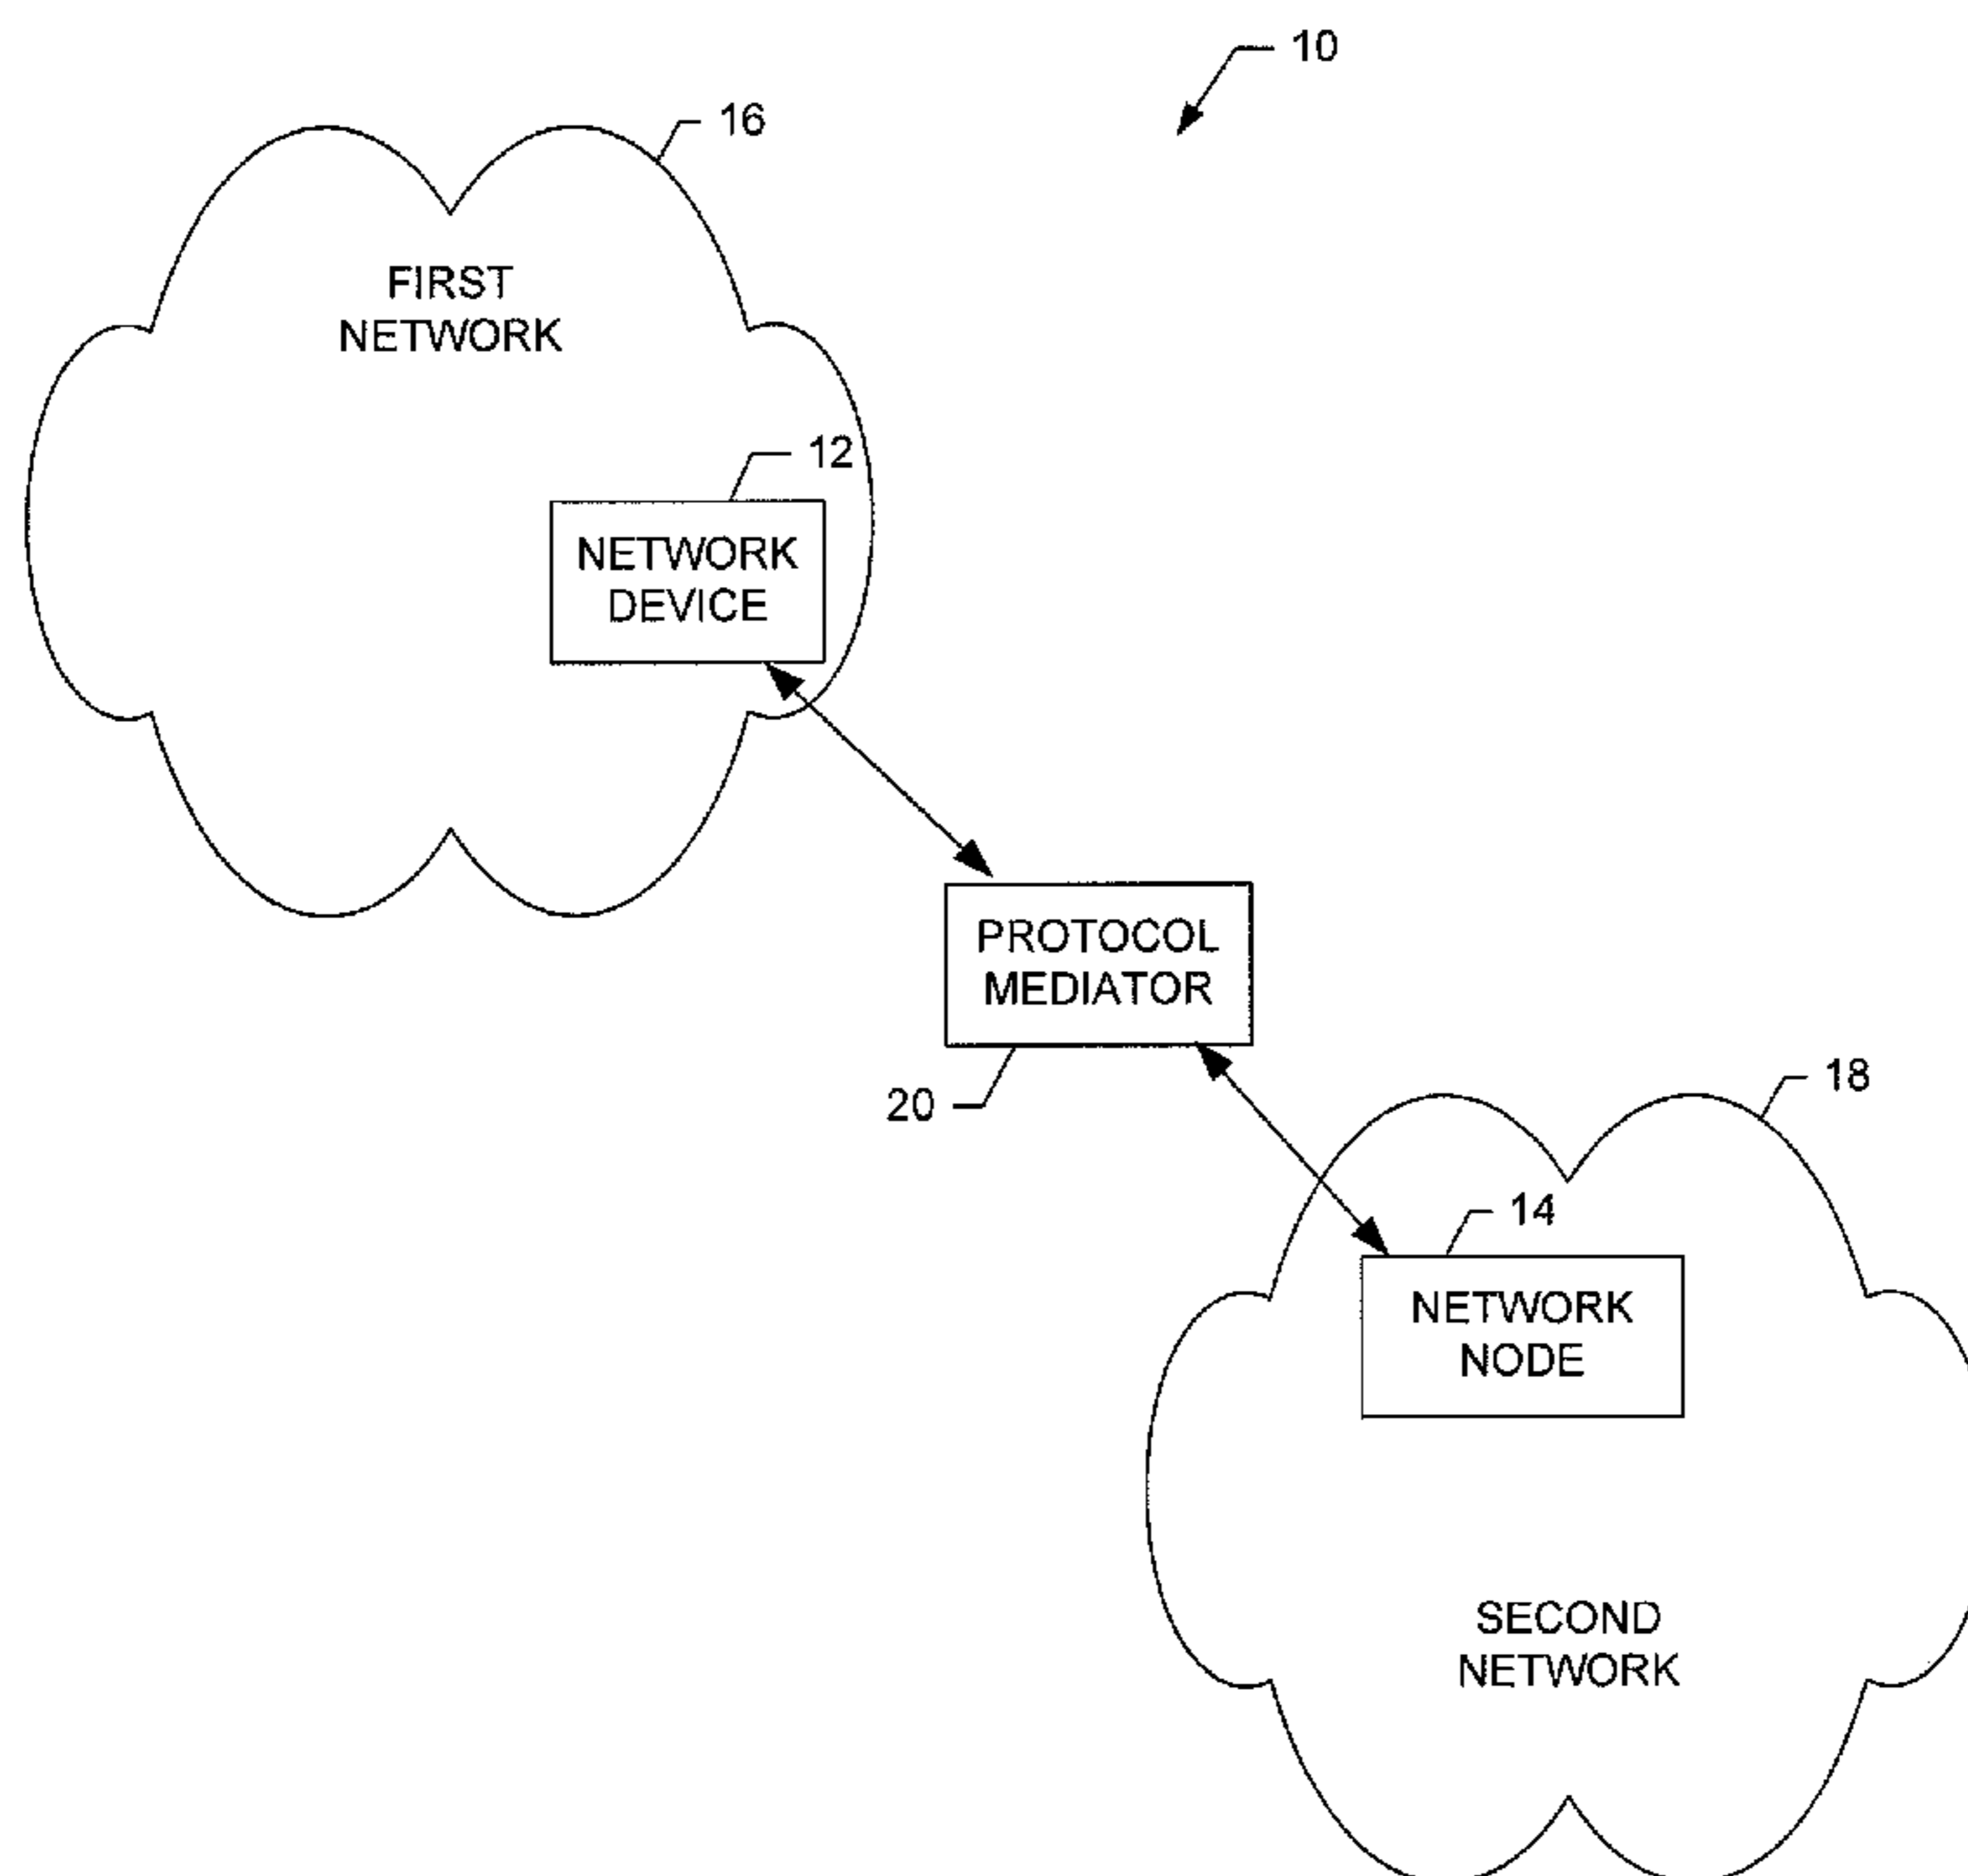 10
16
FIRST
NETWORK
12
NETWORK
DEVICE
PROTOCOL
MEDIATOR
20
18
14
NETWORK
NODE
SECOND
NETWORK